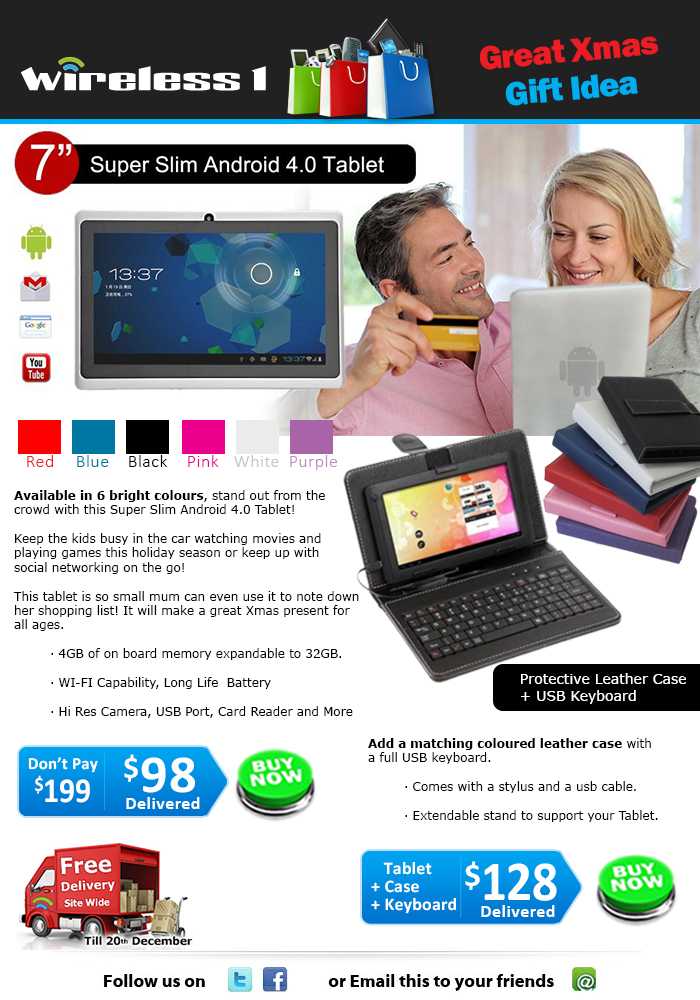 wireless 1
Great Xmas
Gift Idea
7”
Super Slim Android 4.0 Tablet
13:37
13:37
Google
You
Tube
Red
Blue
Black
Pink
White
Purple
Available in 6 bright colours, stand out from the
crowd with this Super Slim Android 4.0 Tablet!
Keep the kids busy in the car watching movies and
playing games this holiday season or keep up with
social networking on the go!
This tablet is so small mum can even use it to note down
her shopping list! It will make a great Xmas present for
all ages.
· 4GB of on board memory expandable to 32GB.
· WI-FI Capability, Long Life Battery
· Hi Res Camera, USB Port, Card Reader and More
Protective Leather Case
+ USB Keyboard
Don’t Pay
$199
$98
Delivered
BUY
NOW
Add a matching coloured leather case with
a full USB keyboard.
· Comes with a stylus and a usb cable.
· Extendable stand to support your Tablet.
Free
Delivery
Site Wide
Till 20th December
Tablet
+ Case
+ Keyboard
$128
Delivered
BUY
NOW
Follow us on
or Email this to your friends